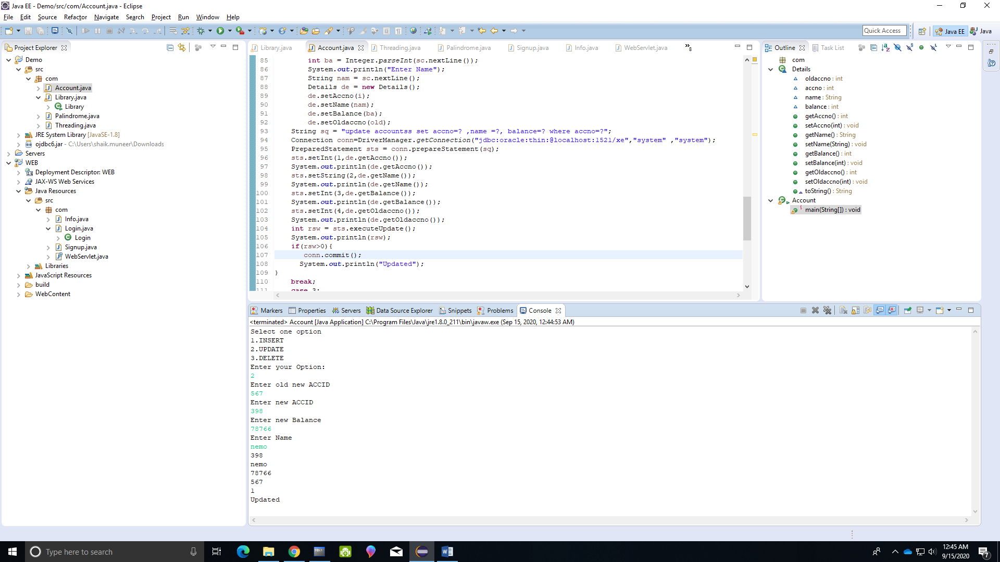 Java EE - Demo/src/com/Account.java - Eclipse
File Edit Source Refactor Navigate Search Project Run Window Help
Quick Access
Java EE
Java
Project Explorer
Demo
src
com
Account.java
Library.java
Library
Palindrome.java
Threading.java
JRE System Library [JavaSE-1.8]
ojdbc6.jar - C:\Users\shaik.muneer\Downloads
Servers
WEB
Deployment Descriptor: WEB
JAX-WS Web Services
Java Resources
src
com
Info.java
Login.java
Login
Signup.java
WebServlet.java
Libraries
JavaScript Resources
build
WebContent
Library.java Account.java Threading.java Palindrome.java Signup.java Info.java WebServlet.java »8
85 int ba = Integer.parseInt(sc.nextLine());
86 System.out.println("Enter Name");
87 String nam = sc.nextLine();
88 Details de = new Details();
89 de.setAccno(i);
90 de.setName(nam);
91 de.setBalance(ba);
92 de.setOldaccno(old);
93 String sq = "update accountss set accno=? ,name =?, balance=? where accno=?";
94 Connection conn=DriverManager.getConnection("jdbc:oracle:thin:@localhost:1521/xe","system" ,"system");
95 PreparedStatement sts = conn.prepareStatement(sq);
96 sts.setInt(1,de.getAccno());
97 System.out.println(de.getAccno());
98 sts.setString(2,de.getName());
99 System.out.println(de.getName());
100 sts.setInt(3,de.getBalance());
101 System.out.println(de.getBalance());
102 sts.setInt(4,de.getOldaccno());
103 System.out.println(de.getOldaccno());
104 int rsw = sts.executeUpdate();
105 System.out.println(rsw);
106 if(rsw>0){
107 conn.commit();
108 System.out.println("Updated");
109 }
110 break;
111 case 3:
Outline
Task List
com
Details
oldaccno : int
accno : int
name : String
balance : int
getAccno() : int
setAccno(int) : void
getName() : String
setName(String) : void
getBalance() : int
setBalance(int) : void
getOldaccno() : int
setOldaccno(int) : void
toString() : String
Account
main(String[]) : void
Markers Properties Servers Data Source Explorer Snippets Problems Console
<terminated> Account [Java Application] C:\Program Files\Java\jre1.8.0_211\bin\javaw.exe (Sep 15, 2020, 12:44:53 AM)
Select one option
1.INSERT
2.UPDATE
3.DELETE
Enter your Option:
2
Enter old new ACCID
567
Enter new ACCID
398
Enter new Balance
78766
Enter Name
nemo
398
nemo
78766
567
1
Updated
Type here to search
12:45 AM
9/15/2020
7